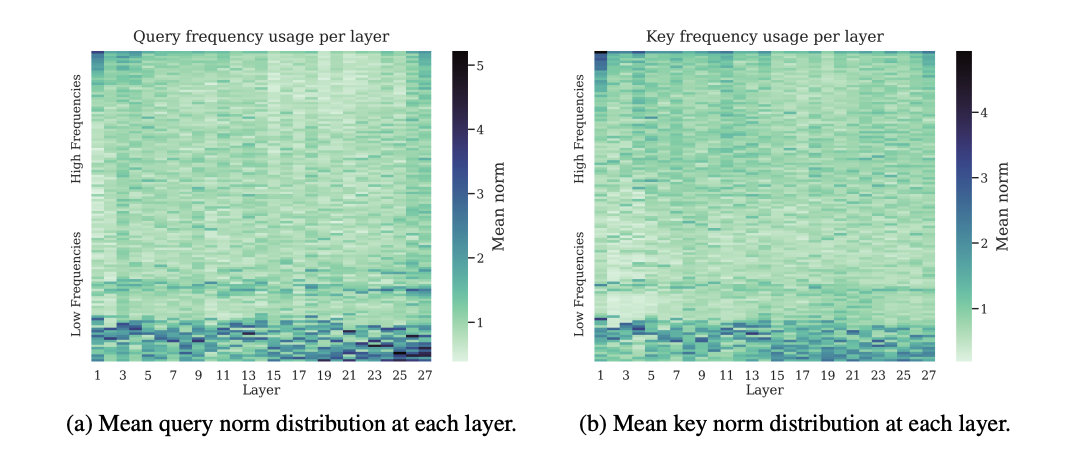 Query frequency usage per layer
High Frequencies
Low Frequencies
5
4
3
2
1
Mean norm
1 3 5 7 9 11 13 15 17 19 21 23 25 27
Layer
(a) Mean query norm distribution at each layer.
Key frequency usage per layer
High Frequencies
Low Frequencies
4
3
2
1
Mean norm
1 3 5 7 9 11 13 15 17 19 21 23 25 27
Layer
(b) Mean key norm distribution at each layer.